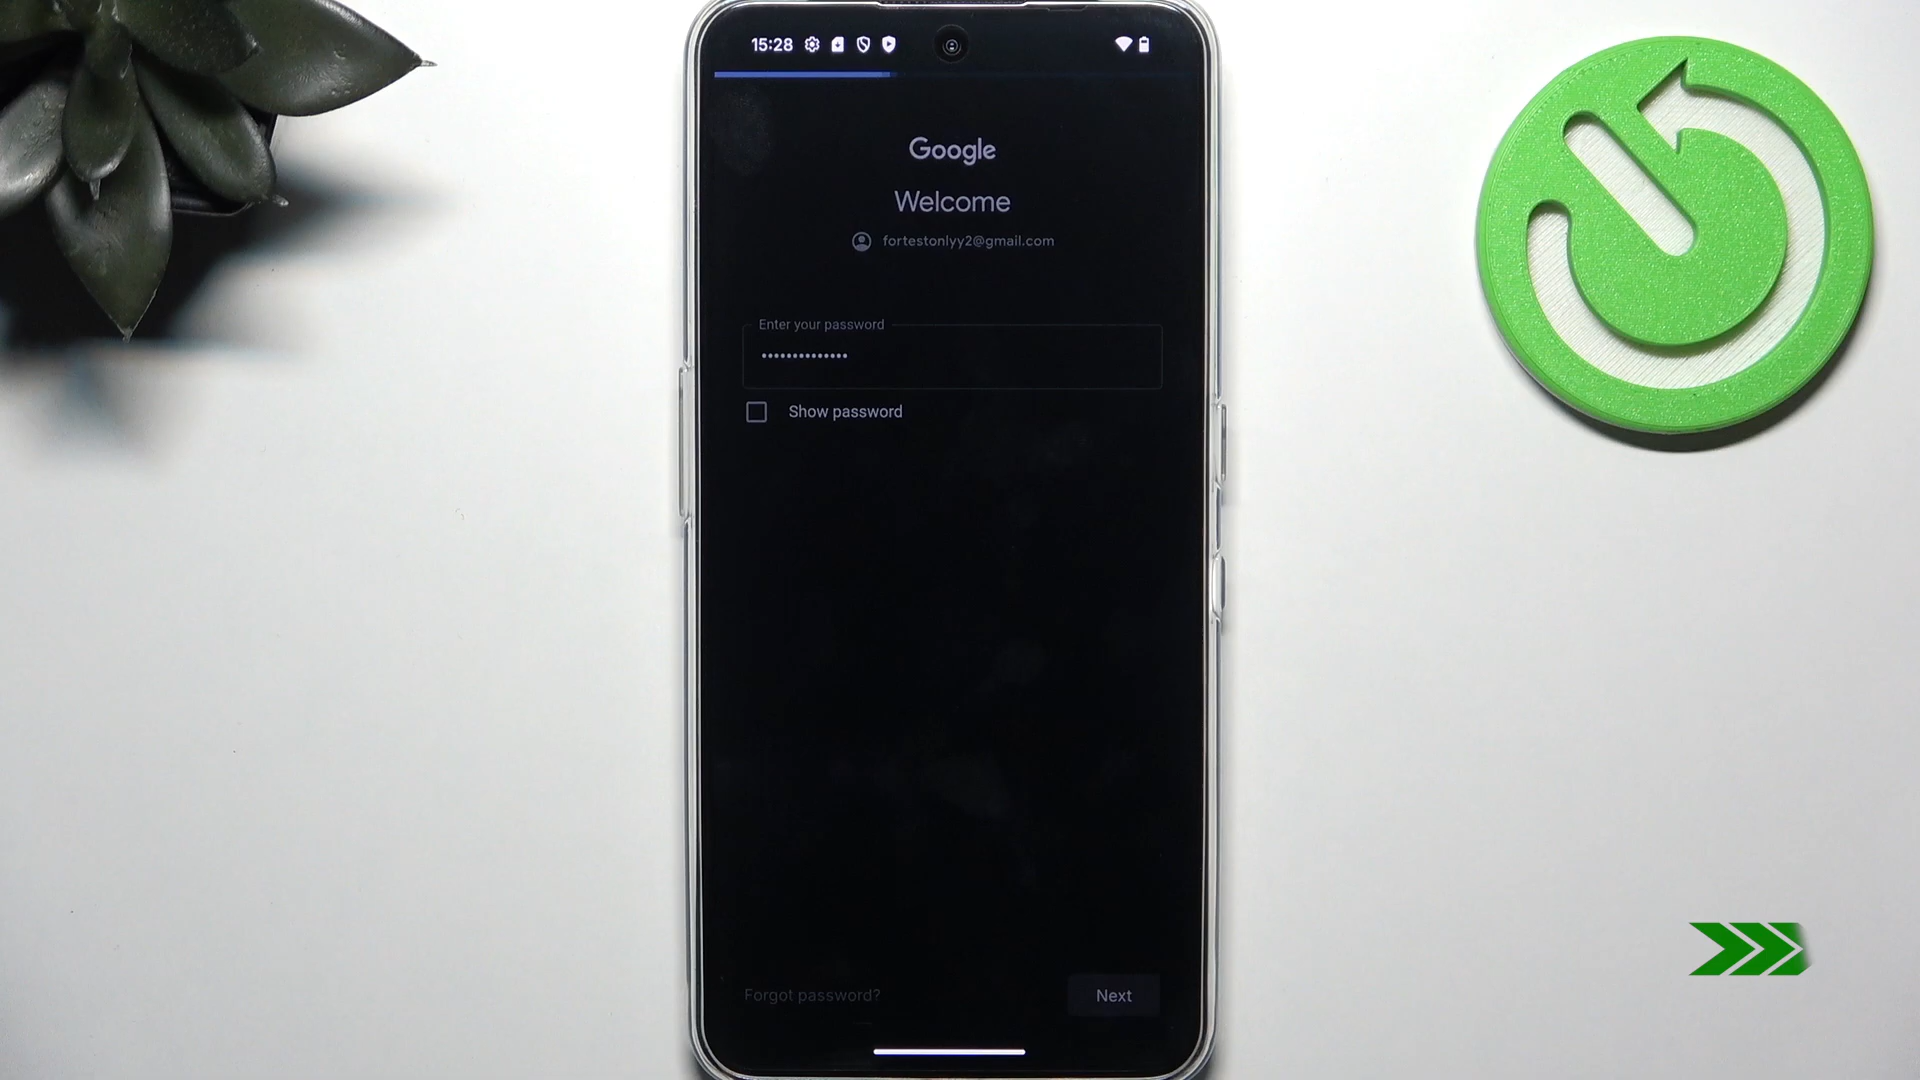 15:28
Google
Welcome
fortestonlyy2@gmail.com
Enter your password
••••••••••••••
Show password
Forgot password?
Next